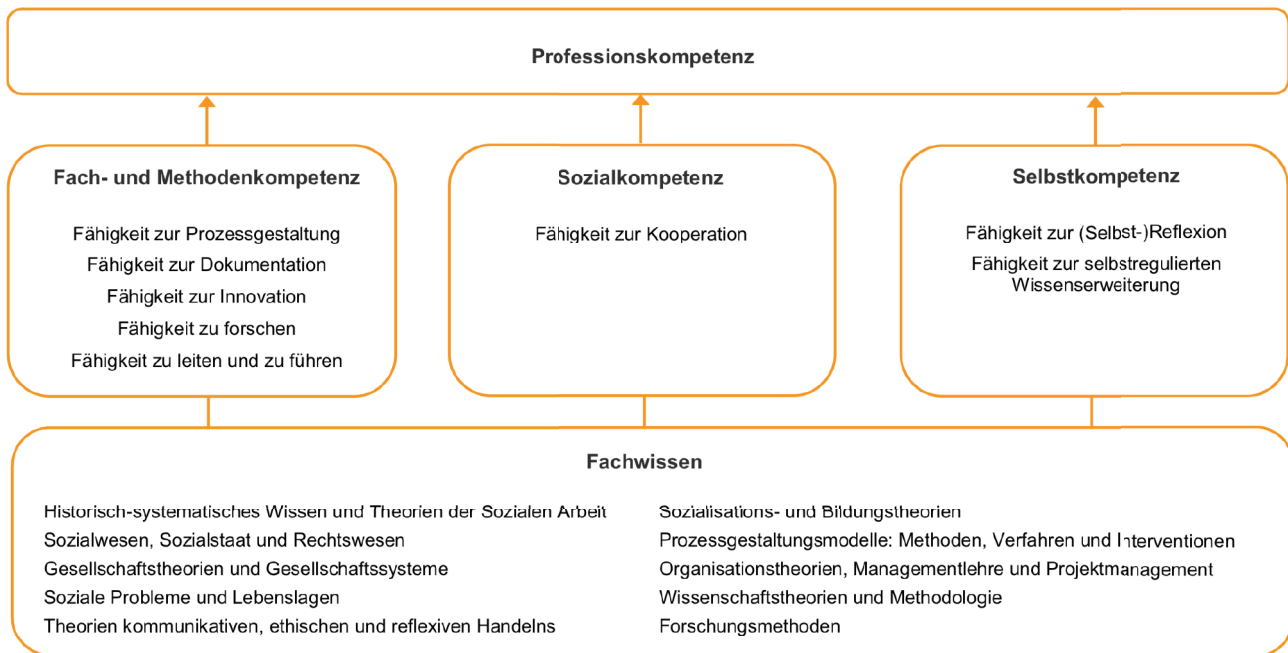 Professionskompetenz
Fach- und Methodenkompetenz
Fähigkeit zur Prozessgestaltung
Fähigkeit zur Dokumentation
Fähigkeit zur Innovation
Fähigkeit zu forschen
Fähigkeit zu leiten und zu führen
Sozialkompetenz
Fähigkeit zur Kooperation
Selbstkompetenz
Fähigkeit zur (Selbst-)Reflexion
Fähigkeit zur selbstregulierten
Wissenserweiterung
Fachwissen
Historisch-systematisches Wissen und Theorien der Sozialen Arbeit
Sozialwesen, Sozialstaat und Rechtswesen
Gesellschaftstheorien und Gesellschaftssysteme
Soziale Probleme und Lebenslagen
Theorien kommunikativen, ethischen und reflexiven Handelns
Sozialisations- und Bildungstheorien
Prozessgestaltungsmodelle: Methoden, Verfahren und Interventionen
Organisationstheorien, Managementlehre und Projektmanagement
Wissenschaftstheorien und Methodologie
Forschungsmethoden